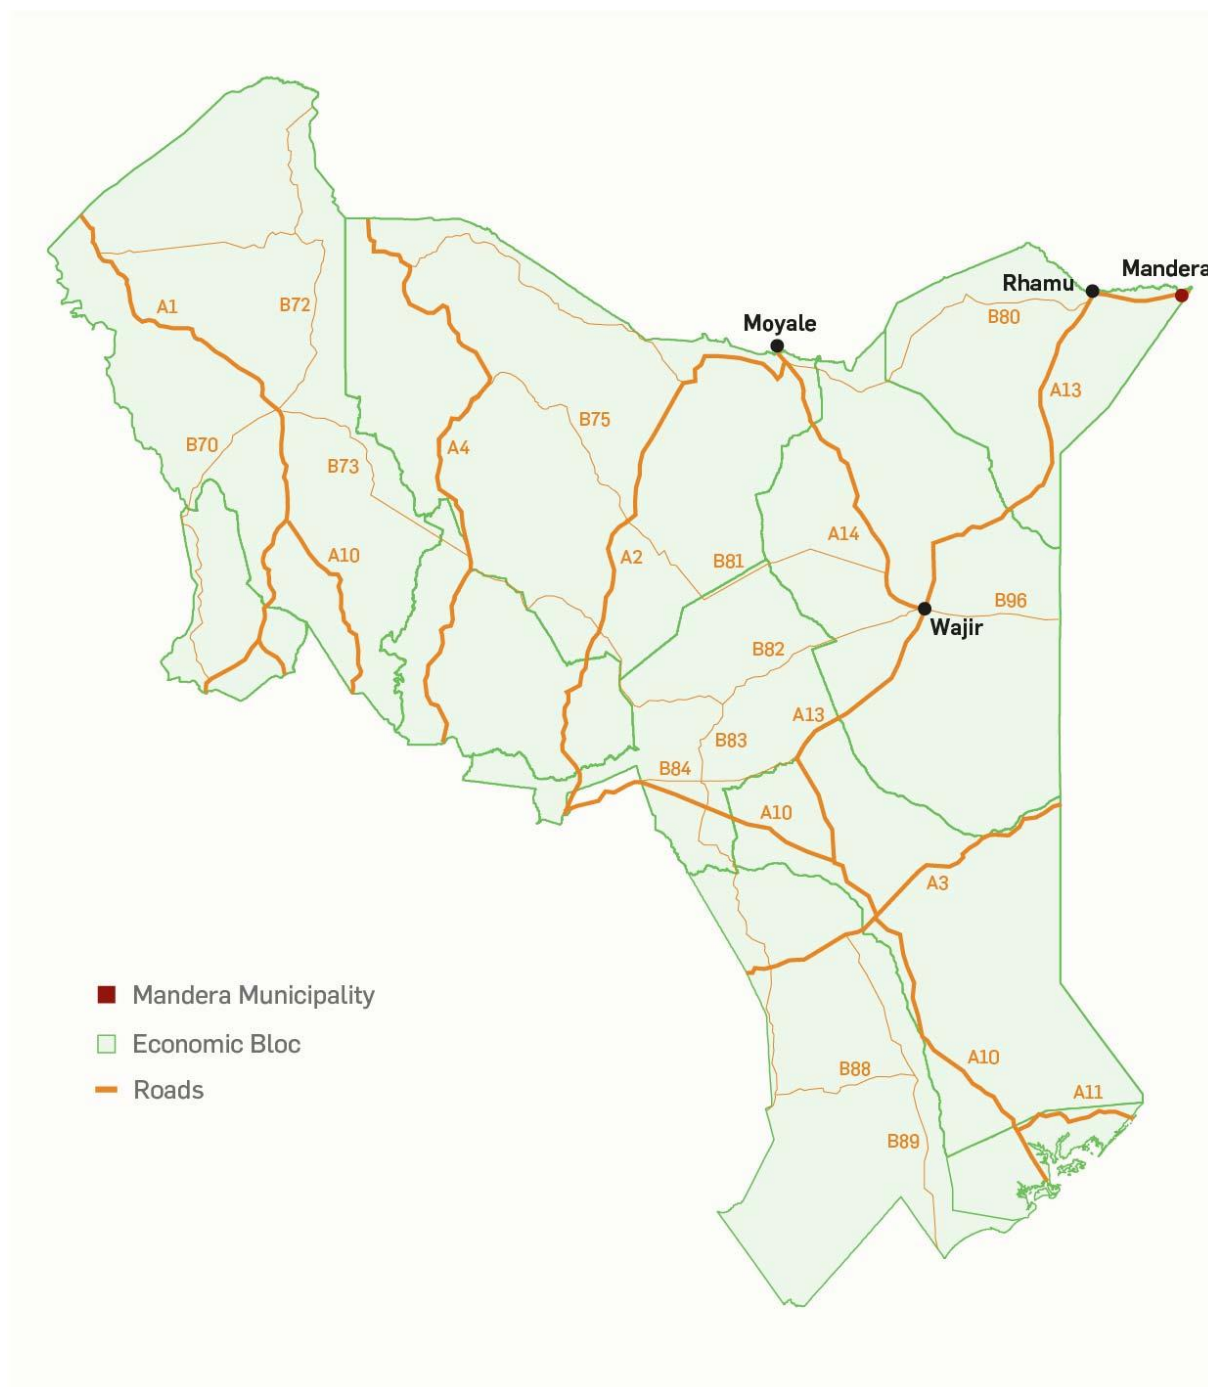 Mandera
Rhamu
B80
A1
B72
Moyale
A13
B75
B70
B73
A4
A14
A10
A2
B81
B96
Wajir
B82
A13
B83
B84
A10
A3
Mandera Municipality
Economic Bloc
Roads
A10
B88
A11
B89